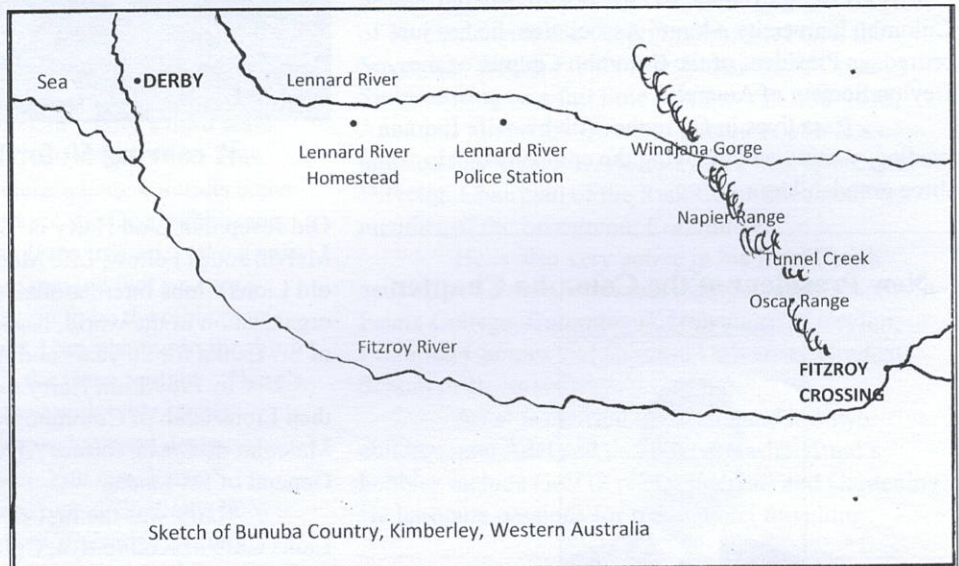 Sea
DERBY
Lennard River
Lennard River
Homestead
Lennard River
Police Station
Windjana Gorge
Napier Range
Tunnel Creek
Oscar Range
Fitzroy River
FITZROY
CROSSING
Sketch of Bunuba Country, Kimberley, Western Australia